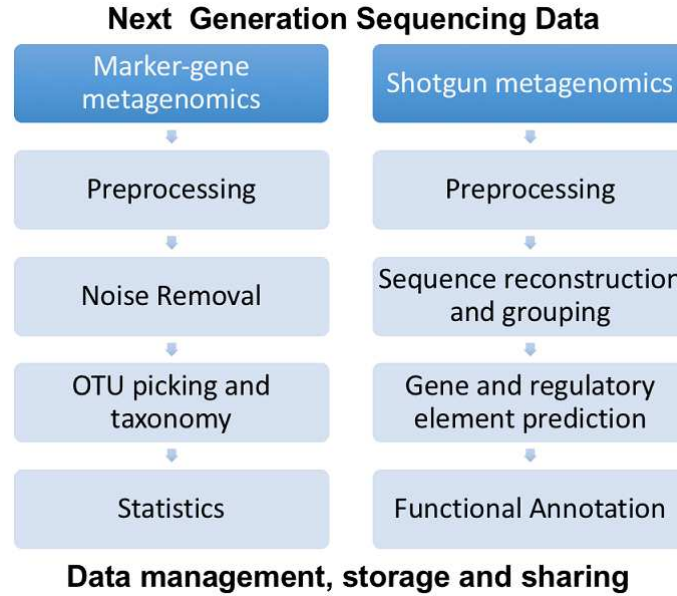 Next Generation Sequencing Data
Marker-gene
metagenomics
Preprocessing
Noise Removal
OTU picking and
taxonomy
Statistics
Shotgun metagenomics
Preprocessing
Sequence reconstruction
and grouping
Gene and regulatory
element prediction
Functional Annotation
Data management, storage and sharing